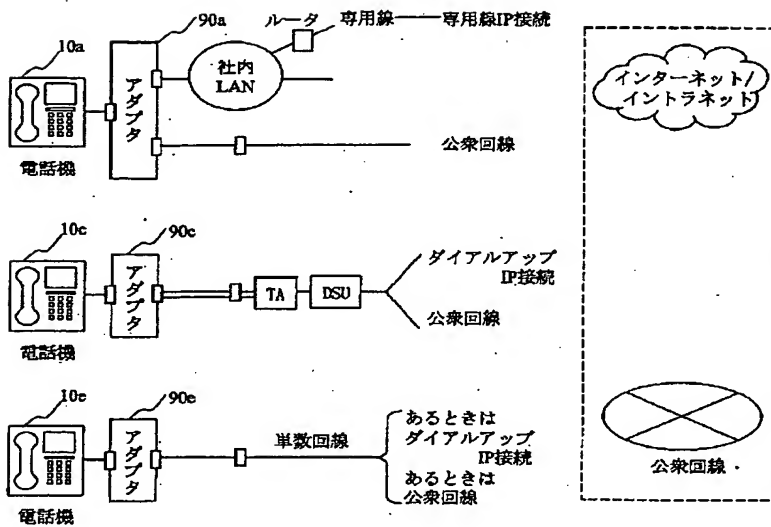 90a
ルータ
専用線
専用線IP接続
10a
アダプタ
社内
LAN
電話機
公衆回線
インターネット/
イントラネット
10c
90c
アダプタ
TA
DSU
ダイアルアップ
IP接続
公衆回線
電話機
10e
90e
アダプタ
単数回線
あるときは
ダイアルアップ
IP接続
あるときは
公衆回線
電話機
公衆回線